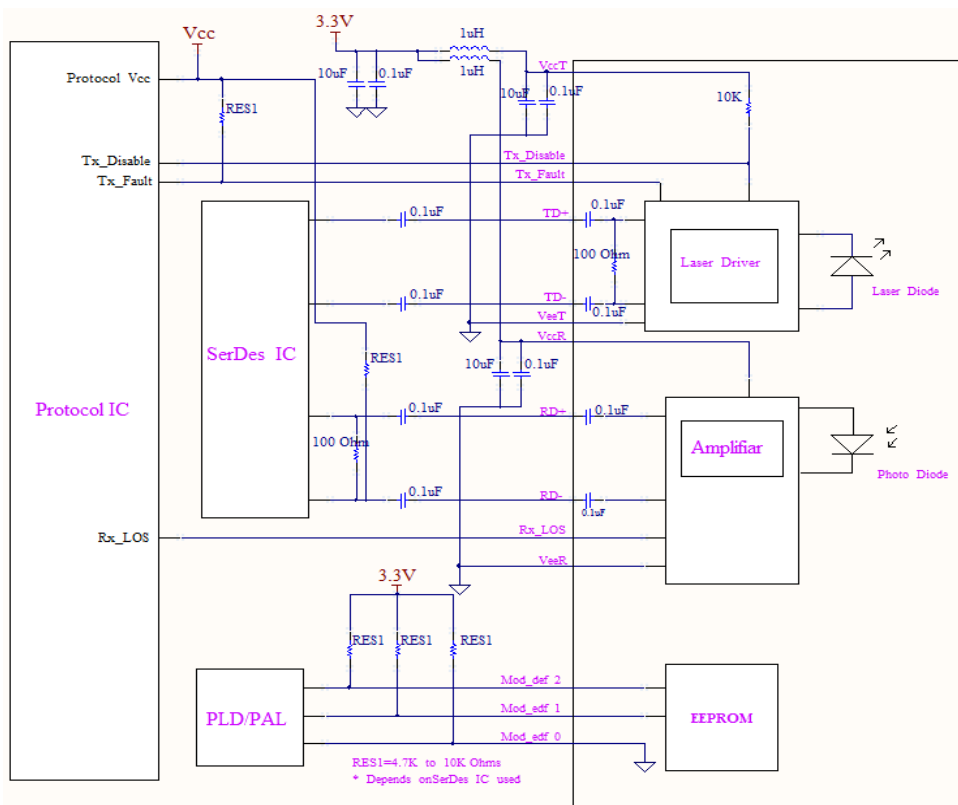 Vcc
3.3V
1uH
1uH
Protocol Vcc
10uF
0.1uF
VccT
RES1
10uF
0.1uF
10K
Tx_Disable
Tx_Disable
Tx_Fault
Tx_Fault
0.1uF
TD+
0.1uF
100 Ohm
Laser Driver
Laser Diode
0.1uF
TD-
0.1uF
VeeT
VccR
SerDes IC
RES1
10uF
0.1uF
Protocol IC
0.1uF
RD+
0.1uF
100 Ohm
Amplifiar
Photo Diode
0.1uF
RD-
0.1uF
Rx_LOS
Rx_LOS
VeeR
3.3V
RES1
RES1
RES1
Mod_def 2
PLD/PAL
Mod_edf 1
EEPROM
Mod_edf 0
RES1=4.7K to 10K Ohms
* Depends onSerDes IC used